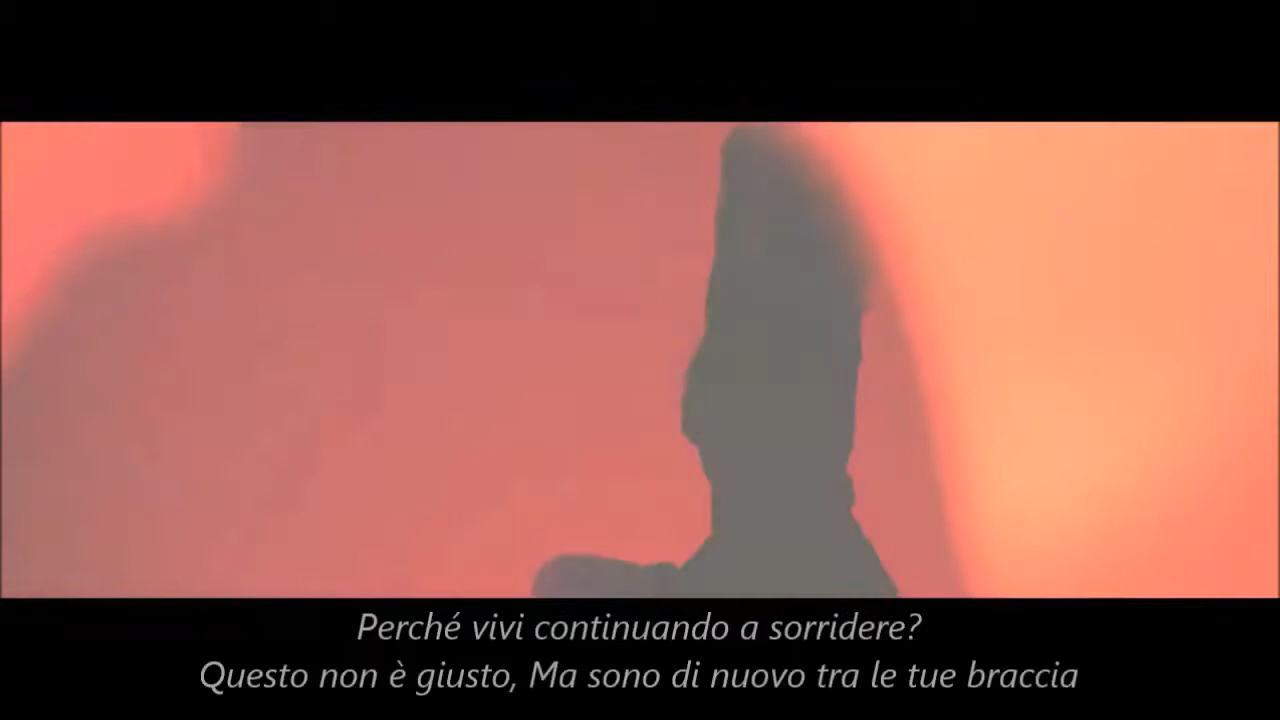 Perché vivi continuando a sorridere?
Questo non è giusto, Ma sono di nuovo tra le tue braccia